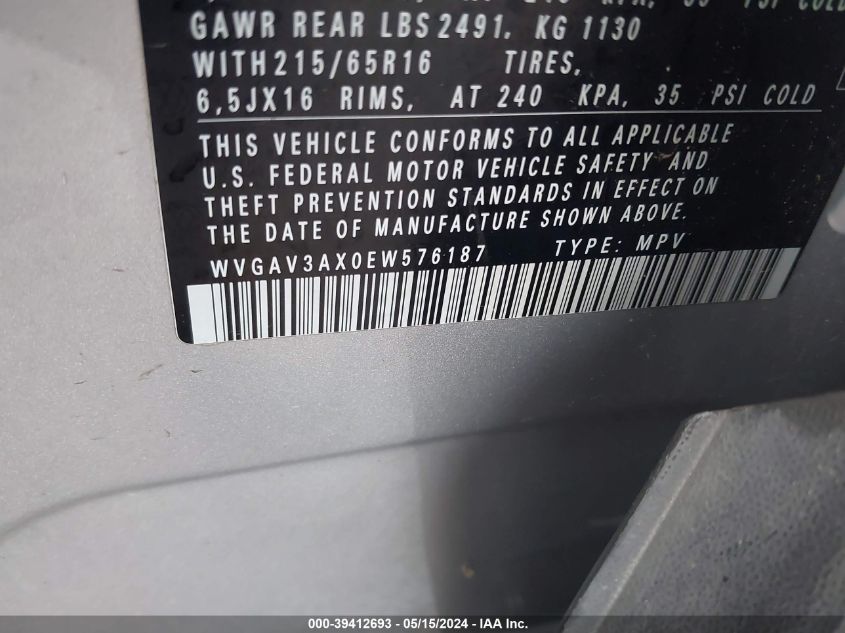 GAWR REAR LBS 2491. KG 1130
WITH 215/65R16 TIRES,
6,5JX16 RIMS, AT 240 KPA, 35 PSI COLD
THIS VEHICLE CONFORMS TO ALL APPLICABLE
U.S. FEDERAL MOTOR VEHICLE SAFETY AND
THEFT PREVENTION STANDARDS IN EFFECT ON
THE DATE OF MANUFACTURE SHOWN ABOVE.
WVGAV3AX0EW576187 TYPE: MPV
000-39412693 - 05/15/2024 - IAA Inc.